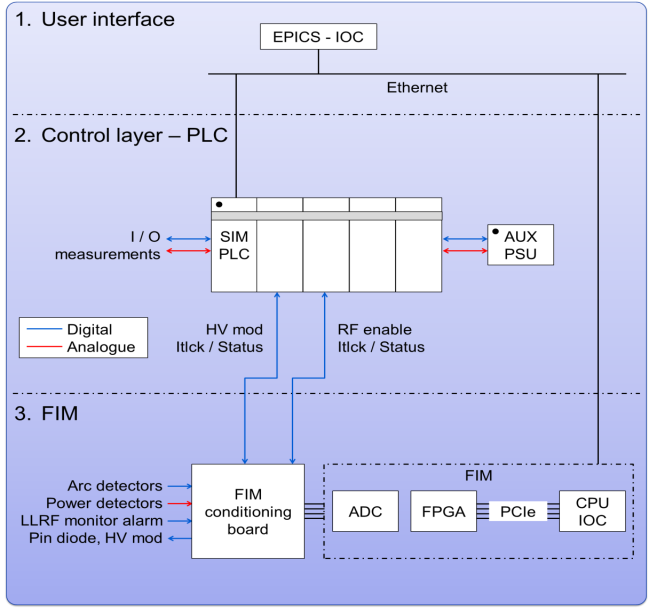 1. User interface
EPICS - IOC
Ethernet
2. Control layer – PLC
I / O
measurements
SIM
PLC
AUX
PSU
HV mod
Itlck / Status
RF enable
Itlck / Status
Digital
Analogue
3. FIM
Arc detectors
Power detectors
LLRF monitor alarm
Pin diode, HV mod
FIM
conditioning
board
FIM
ADC
FPGA
PCIe
CPU
IOC